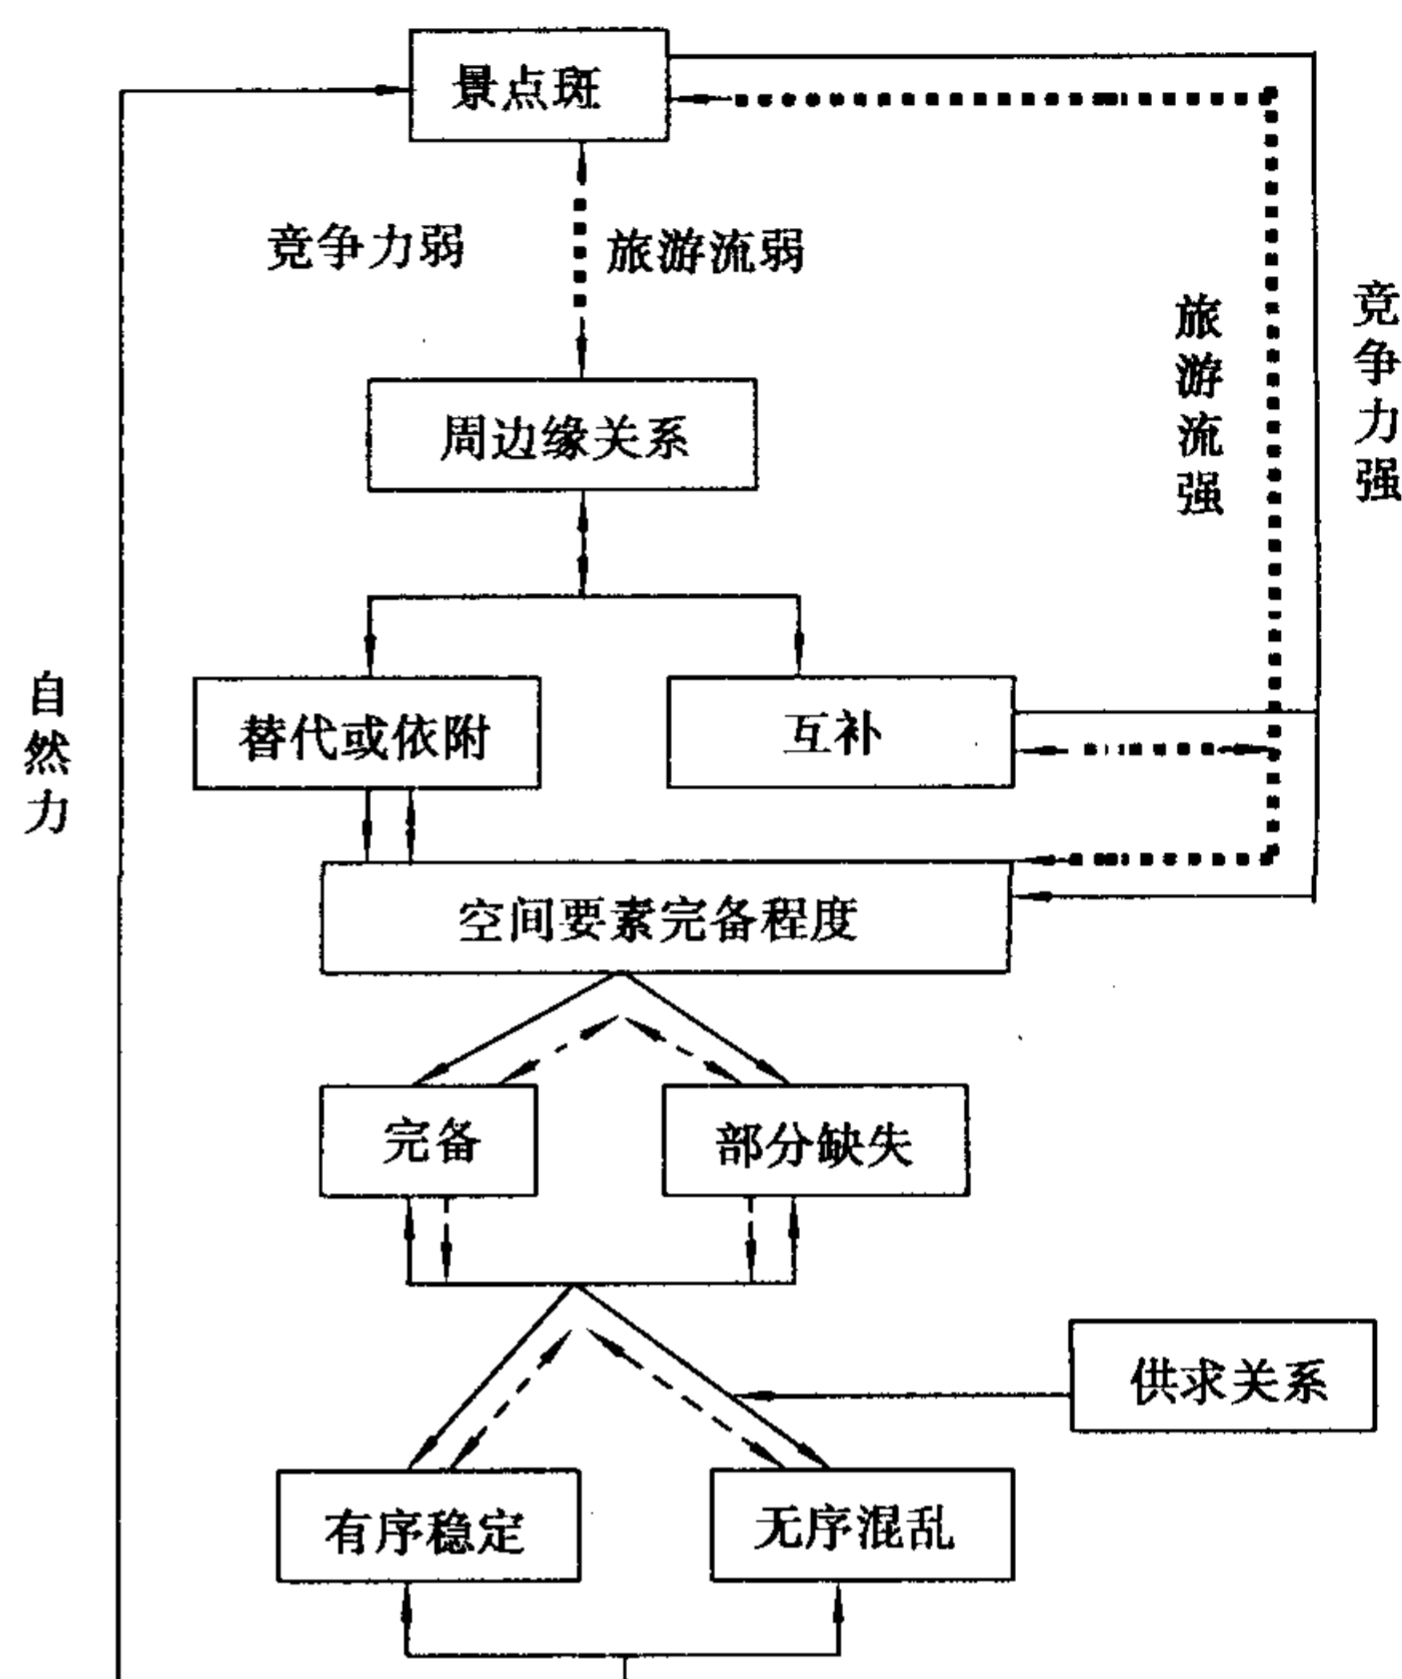 景点斑
竞争力弱
旅游流弱
旅游流强
竞争力强
周边缘关系
自然力
替代或依附
互补
空间要素完备程度
完备
部分缺失
供求关系
有序稳定
无序混乱